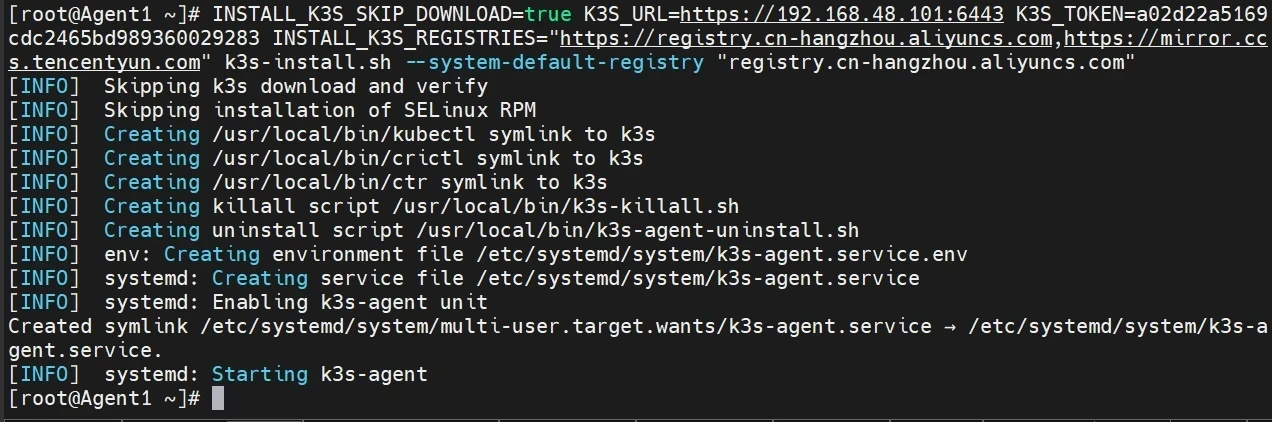 [root@Agent1 ~]# INSTALL_K3S_SKIP_DOWNLOAD=true K3S_URL=https://192.168.48.101:6443 K3S_TOKEN=a02d22a5169
cdc2465bd989360029283 INSTALL_K3S_REGISTRIES="https://registry.cn-hangzhou.aliyuncs.com,https://mirror.cc
s.tencentyun.com" k3s-install.sh --system-default-registry "registry.cn-hangzhou.aliyuncs.com"
[INFO]  Skipping k3s download and verify
[INFO]  Skipping installation of SELinux RPM
[INFO]  Creating /usr/local/bin/kubectl symlink to k3s
[INFO]  Creating /usr/local/bin/crictl symlink to k3s
[INFO]  Creating /usr/local/bin/ctr symlink to k3s
[INFO]  Creating killall script /usr/local/bin/k3s-killall.sh
[INFO]  Creating uninstall script /usr/local/bin/k3s-agent-uninstall.sh
[INFO]  env: Creating environment file /etc/systemd/system/k3s-agent.service.env
[INFO]  systemd: Creating service file /etc/systemd/system/k3s-agent.service
[INFO]  systemd: Enabling k3s-agent unit
Created symlink /etc/systemd/system/multi-user.target.wants/k3s-agent.service → /etc/systemd/system/k3s-a
gent.service.
[INFO]  systemd: Starting k3s-agent
[root@Agent1 ~]#